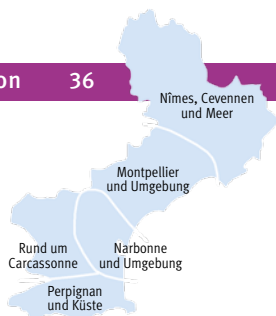 on 36
Nîmes, Cevennen
und Meer
Montpellier
und Umgebung
Rund um
Carcassonne
Narbonne
und Umgebung
Perpignan
und Küste